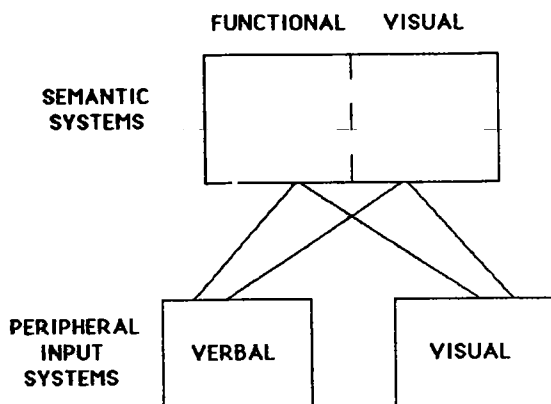 FUNCTIONAL VISUAL
SEMANTIC
SYSTEMS
PERIPHERAL
INPUT
SYSTEMS
VERBAL
VISUAL